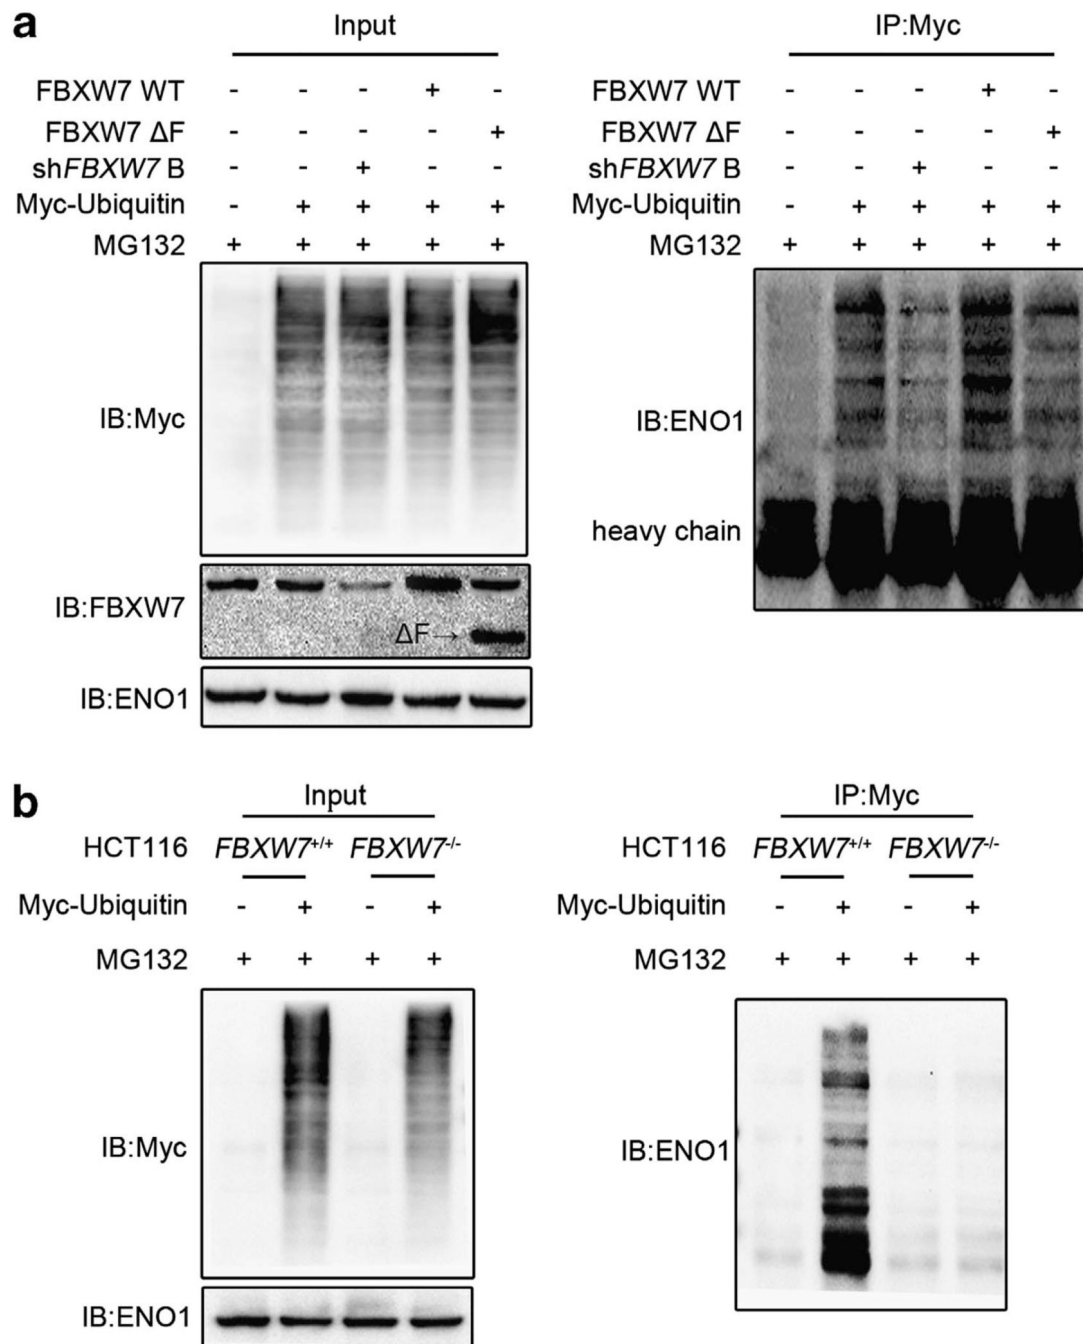 a
Input
FBXW7 WT - - - + -
FBXW7 ΔF - - - - +
shFBXW7 B - - + - -
Myc-Ubiquitin - + + + +
MG132 + + + + +
IB:Myc
IB:FBXW7
ΔF→
IB:ENO1
IP:Myc
FBXW7 WT - - - + -
FBXW7 ΔF - - - - +
shFBXW7 B - - + - -
Myc-Ubiquitin - + + + +
MG132 + + + + +
IB:ENO1
heavy chain
b
Input
HCT116 FBXW7+/+ FBXW7-/-
Myc-Ubiquitin - + - +
MG132 + + + +
IB:Myc
IB:ENO1
IP:Myc
HCT116 FBXW7+/+ FBXW7-/-
Myc-Ubiquitin - + - +
MG132 + + + +
IB:ENO1